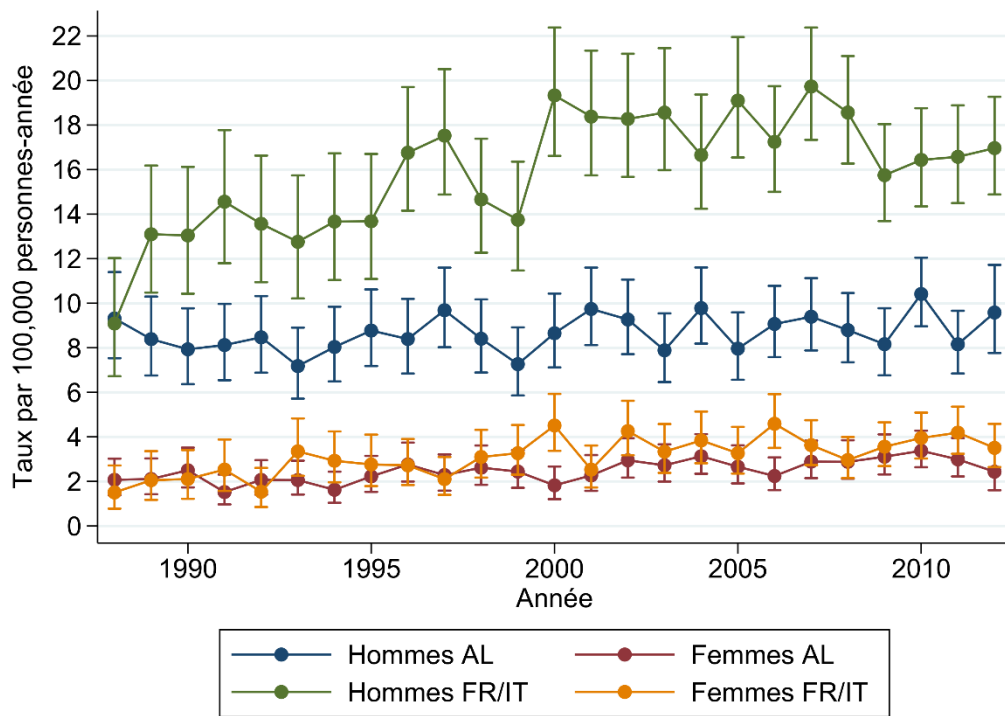 Taux par 100,000 personnes-année
22
20
18
16
14
12
10
8
6
4
2
0
1990 1995 2000 2005 2010
Année
Hommes AL Femmes AL
Hommes FR/IT Femmes FR/IT